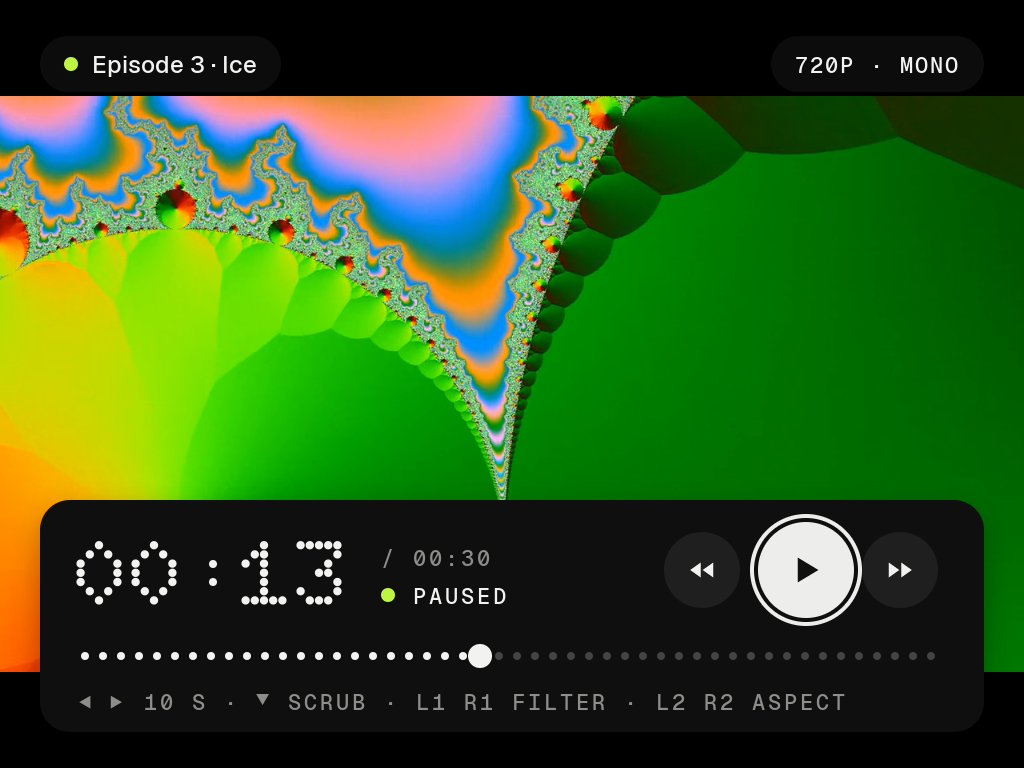 Episode 3 · Ice
720P · MONO
00:13
/ 00:30
PAUSED
10 S · SCRUB · L1 R1 FILTER · L2 R2 ASPECT